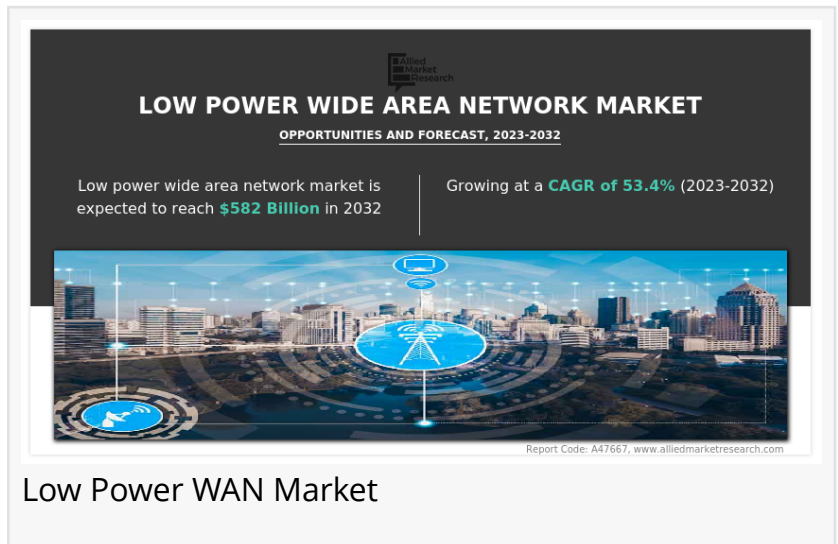 Allied
Market
Research
LOW POWER WIDE AREA NETWORK MARKET
OPPORTUNITIES AND FORECAST, 2023-2032
Low power wide area network market is
expected to reach $582 Billion in 2032
Growing at a CAGR of 53.4% (2023-2032)
Report Code: A47667, www.alliedmarketresearch.com
Low Power WAN Market